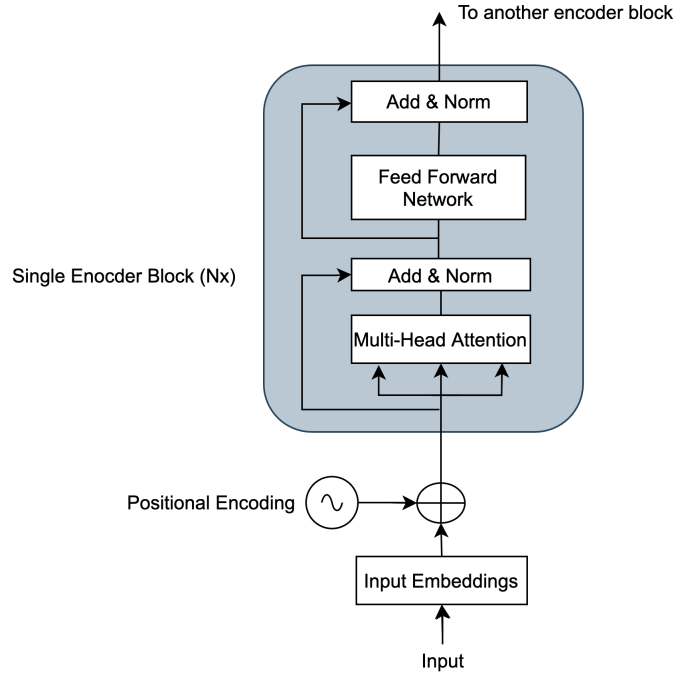 To another encoder block
Add & Norm
Feed Forward
Network
Single Enocder Block (Nx)
Add & Norm
Multi-Head Attention
Positional Encoding
Input Embeddings
Input